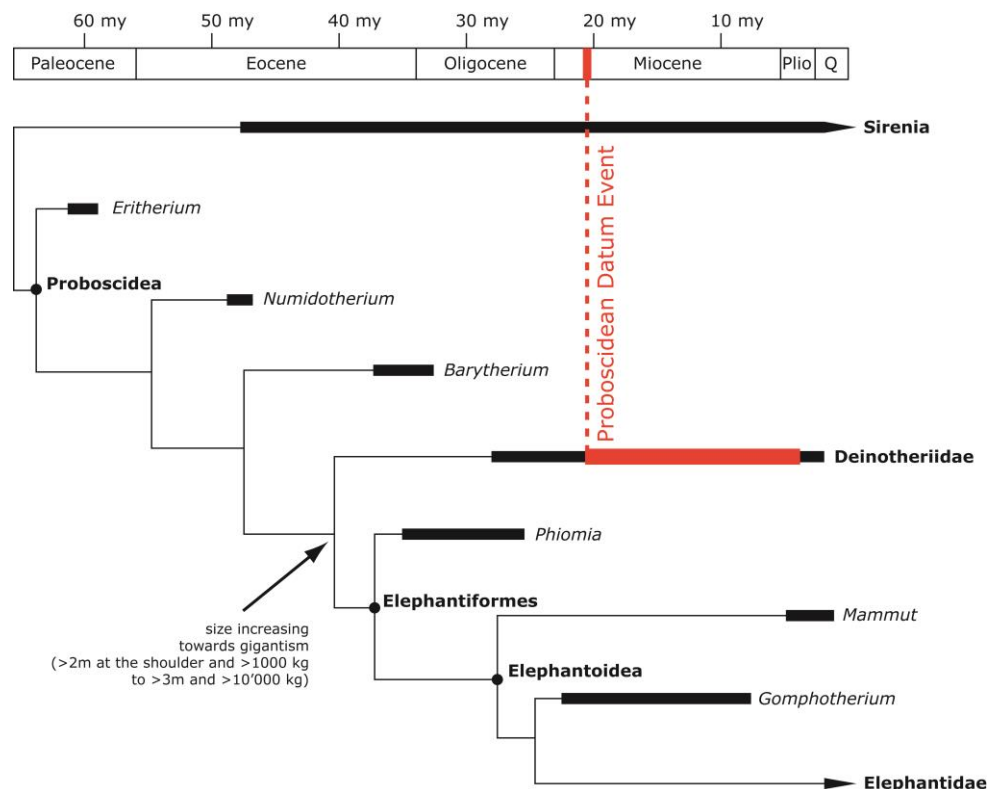 60 my
50 my
40 my
30 my
20 my
10 my
Paleocene
Eocene
Oligocene
Miocene
Plio
Q
Sirenia
Proboscidean Datum Event
Eritherium
Proboscidea
Numidotherium
Barytherium
Deinotheriidae
Phiomia
Elephantiformes
size increasing
towards gigantism
(>2m at the shoulder and >1000 kg
to >3m and >10'000 kg)
Mammut
Elephantoidea
Gomphotherium
Elephantidae